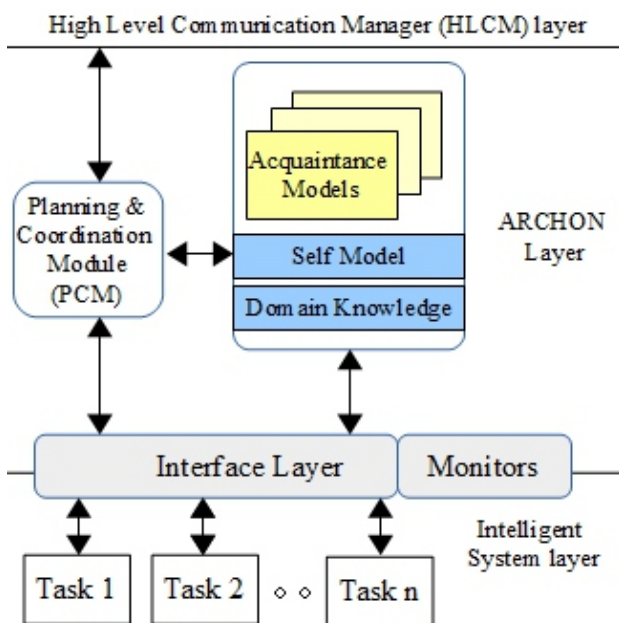 High Level Communication Manager (HLCM) layer
Acquaintance
Models
Planning &
Coordination
Module
(PCM)
ARCHON
Layer
Self Model
Domain Knowledge
Interface Layer
Monitors
Intelligent
System layer
Task 1
Task 2
Task n